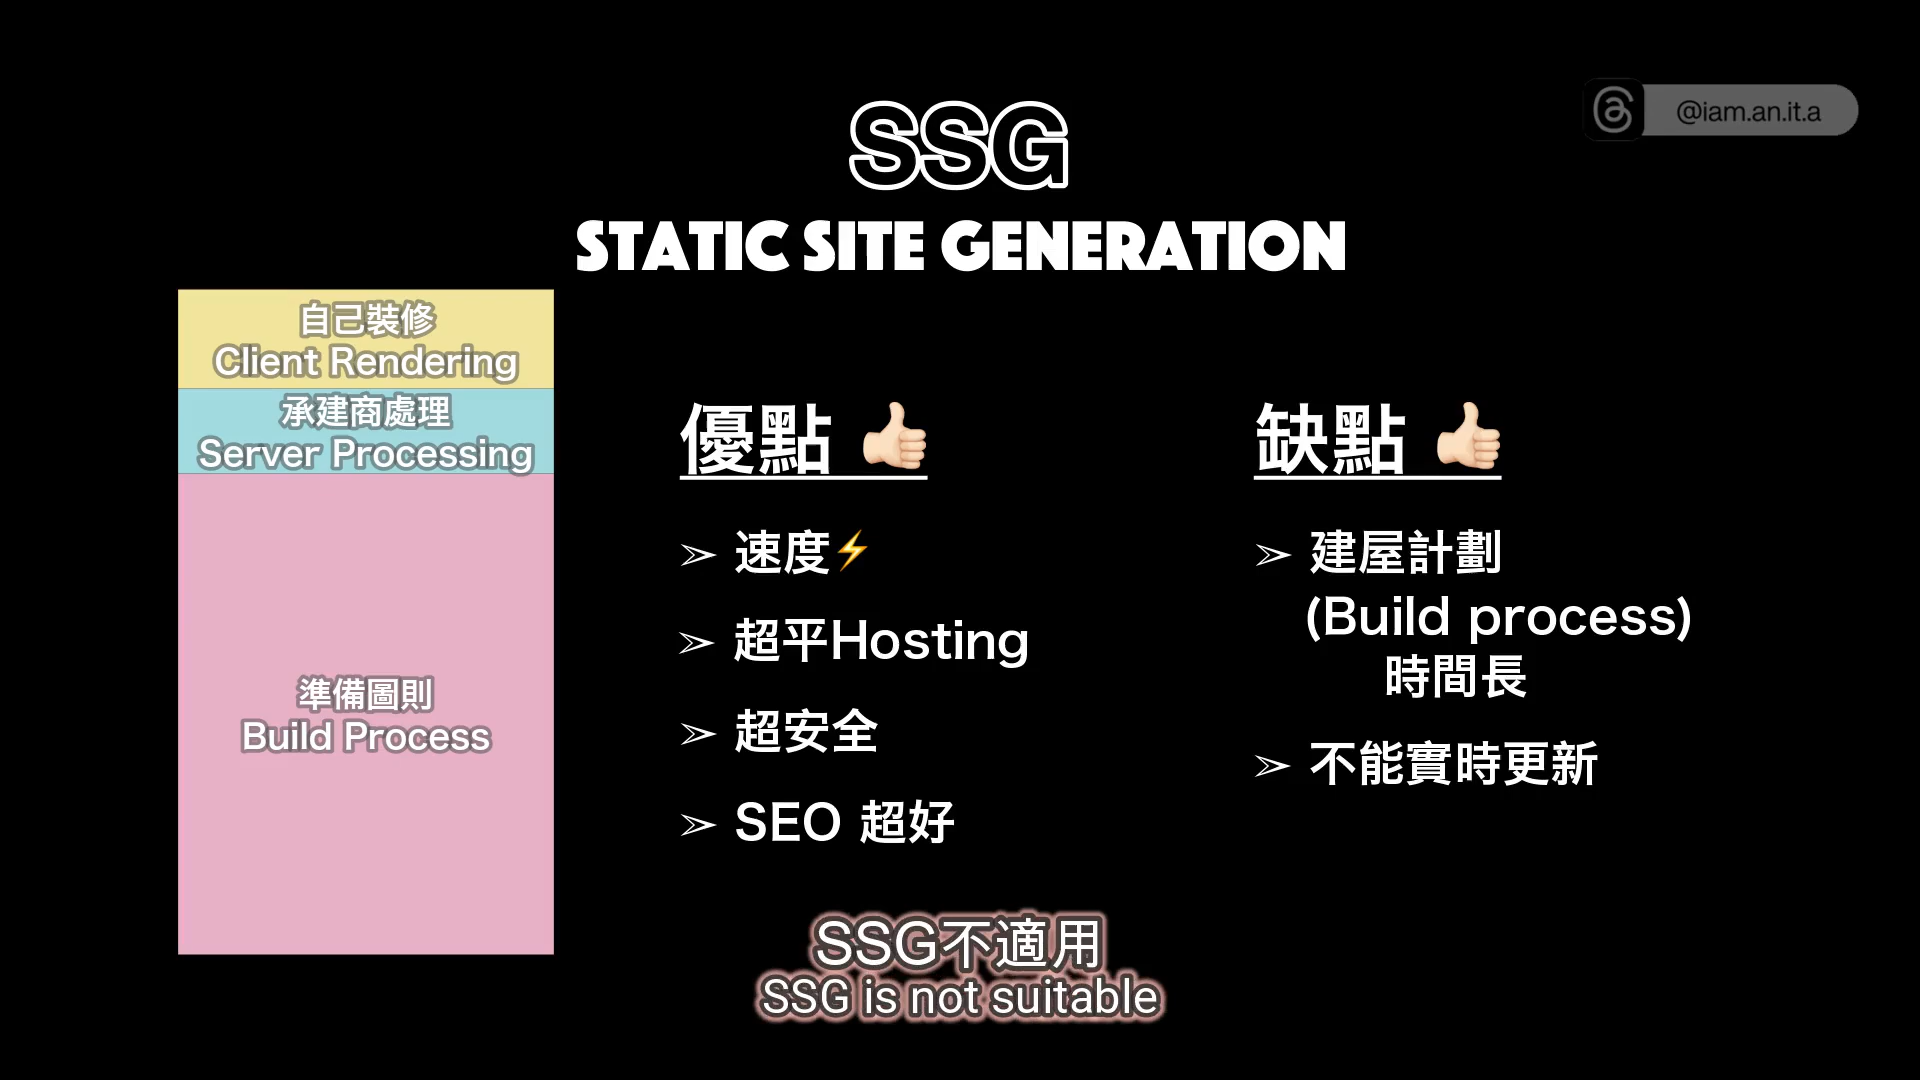 SSG
@iam.an.it.a
STATIC SITE GENERATION
自己裝修
Client Rendering
承建商處理
Server Processing
準備圖則
Build Process
優點 👍🏻
➢ 速度⚡
➢ 超平Hosting
➢ 超安全
➢ SEO 超好
缺點 👍🏻
➢ 建屋計劃
(Build process)
時間長
➢ 不能實時更新
SSG不適用
SSG is not suitable